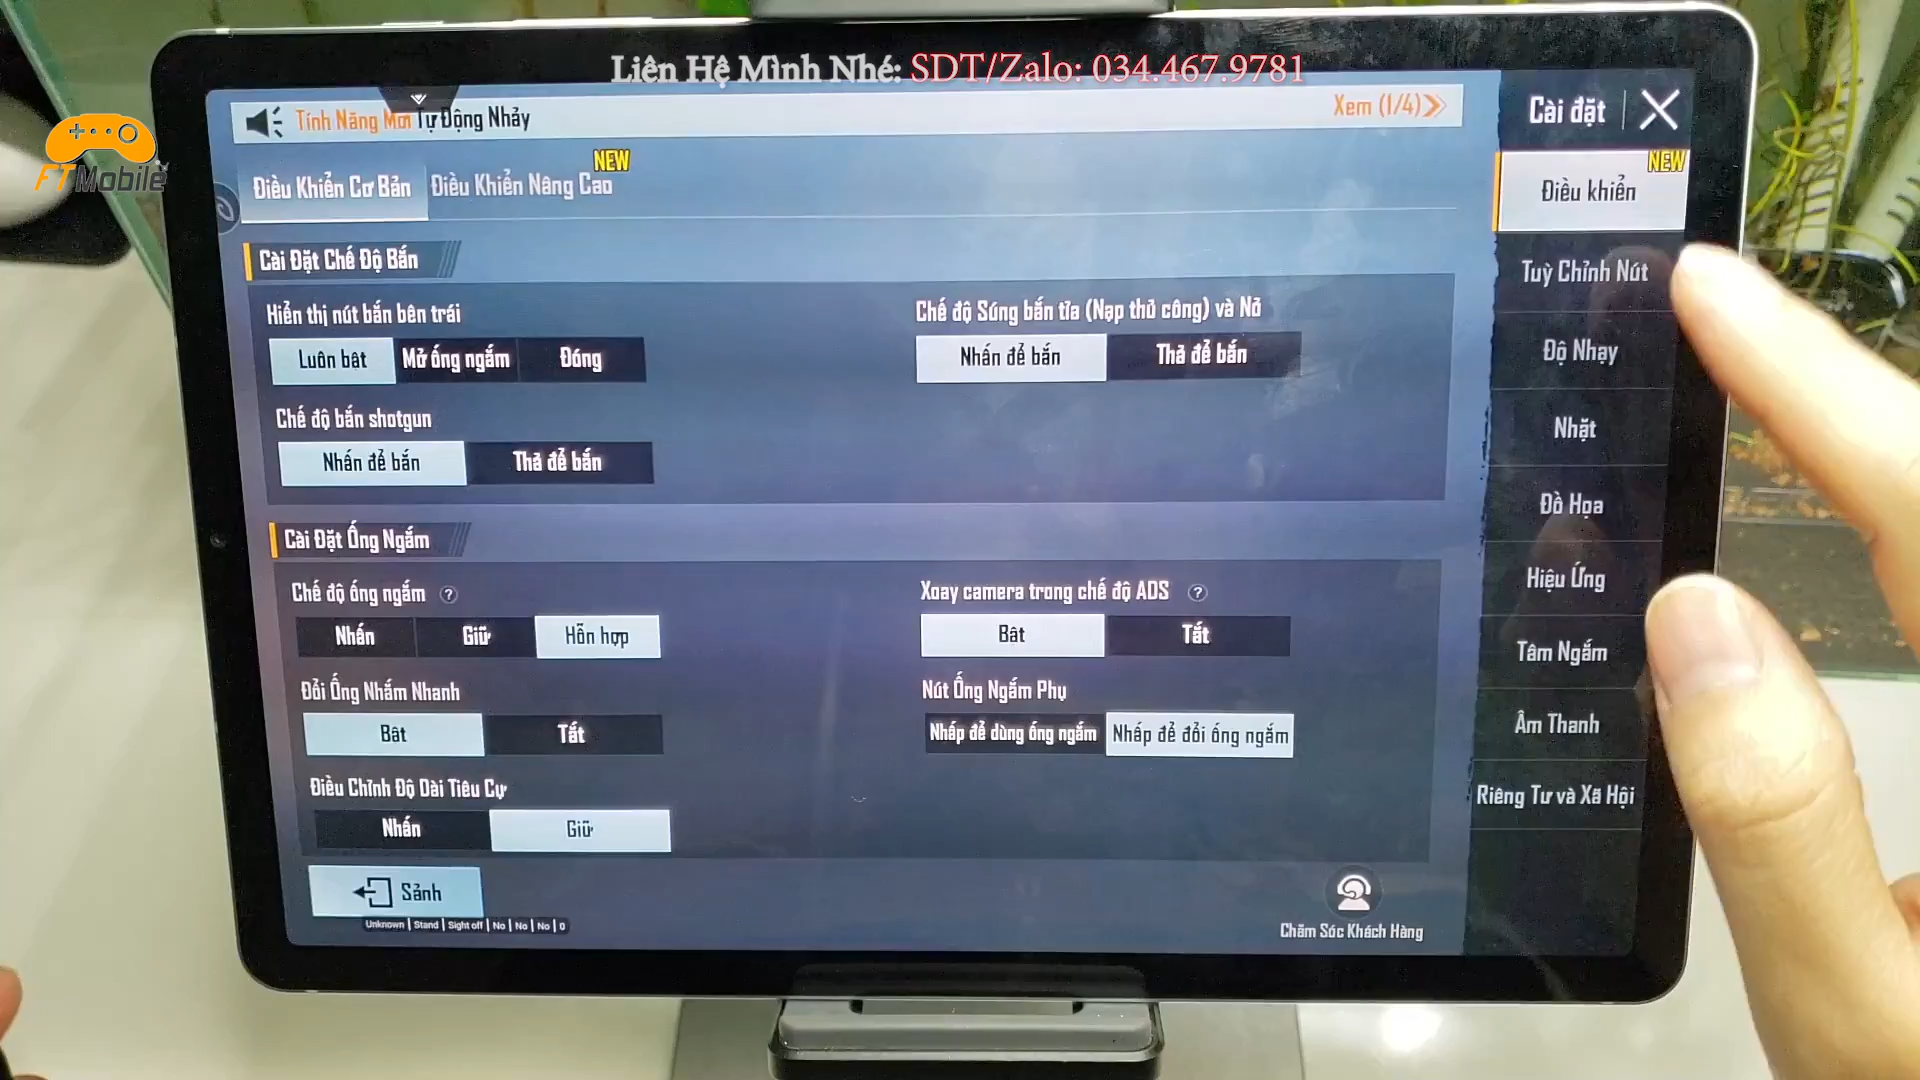 Liên Hệ Mình Nhé: SDT/Zalo: 034.467.9781
FTMobile
Tính Năng Mới Tự Động Nhảy
Xem (1/4)
Cài đặt
Điều Khiển Cơ Bản
Điều Khiển Nâng Cao
NEW
Điều khiển
NEW
Tuỳ Chỉnh Nút
Độ Nhạy
Nhặt
Đồ Họa
Hiệu Ứng
Tâm Ngắm
Âm Thanh
Riêng Tư và Xã Hội
Cài Đặt Chế Độ Bắn
Hiển thị nút bắn bên trái
Luôn bật
Mở ống ngắm
Đóng
Chế độ Súng bắn tỉa (Nạp thủ công) và Nỏ
Nhấn để bắn
Thả để bắn
Chế độ bắn shotgun
Nhấn để bắn
Thả để bắn
Cài Đặt Ống Ngắm
Chế độ ống ngắm ?
Nhấn
Giữ
Hỗn hợp
Xoay camera trong chế độ ADS ?
Bật
Tắt
Đổi Ống Nhắm Nhanh
Bật
Tắt
Nút Ống Ngắm Phụ
Nhấp để dùng ống ngắm
Nhấp để đổi ống ngắm
Điều Chỉnh Độ Dài Tiêu Cự
Nhấn
Giữ
Sảnh
Unknown | Stand | Sight off | No | No | No | 0
Chăm Sóc Khách Hàng